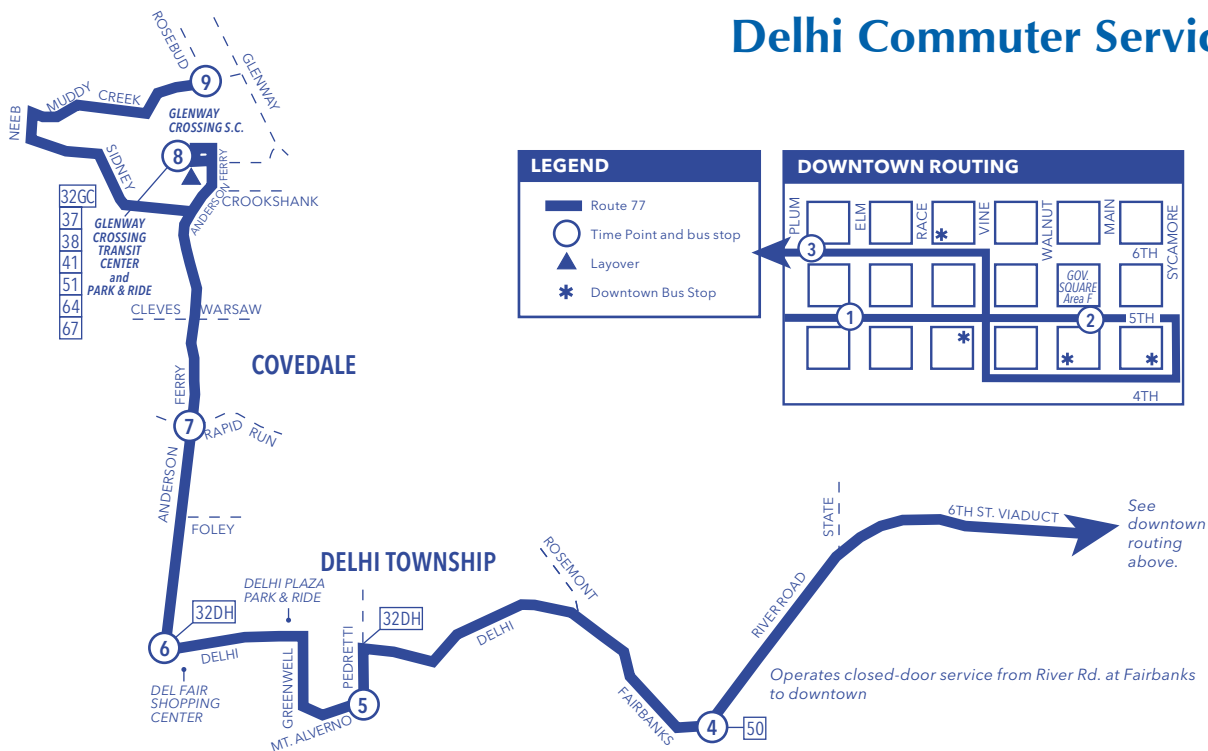 Delhi Commuter Servic
ROSEBUD
GLENWAY
9
MUDDY CREEK
NEEB
GLENWAY
CROSSING S.C.
8
SIDNEY
ANDERSON FERRY
CROOKSHANK
32GC
37
38
41
51
64
67
GLENWAY
CROSSING
TRANSIT
CENTER
and
PARK & RIDE
CLEVES
WARSAW
COVEDALE
FERRY
7
RAPID RUN
ANDERSON
FOLEY
LEGEND
Route 77
Time Point and bus stop
Layover
Downtown Bus Stop
DOWNTOWN ROUTING
PLUM
ELM
RACE
VINE
WALNUT
MAIN
SYCAMORE
3
6TH
GOV.
SQUARE
Area F
1
2
5TH
4TH
DELHI TOWNSHIP
DELHI PLAZA
PARK & RIDE
32DH
6
DELHI
DEL FAIR
SHOPPING
CENTER
GREENWELL
MT. ALVERNO
PEDRETTI
32DH
5
DELHI
ROSEMONT
FAIRBANKS
4
50
RIVER ROAD
STATE
6TH ST. VIADUCT
See
downtown
routing
above.
Operates closed-door service from River Rd. at Fairbanks
to downtown